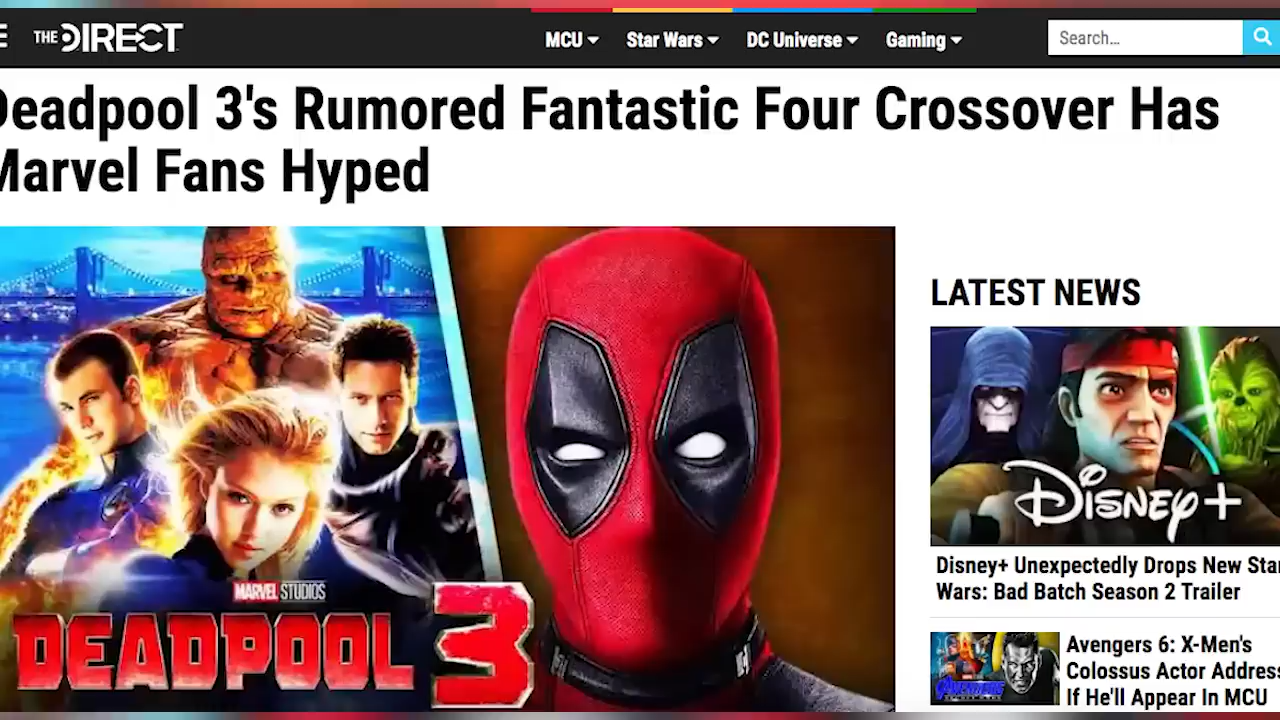 THE DIRECT
MCU Star Wars DC Universe Gaming
Search...
Deadpool 3's Rumored Fantastic Four Crossover Has
Marvel Fans Hyped
MARVEL STUDIOS
DEADPOOL 3
LATEST NEWS
Disney+
Disney+ Unexpectedly Drops New Sta
Wars: Bad Batch Season 2 Trailer
AVENGERS
Avengers 6: X-Men's
Colossus Actor Address
If He'll Appear In MCU